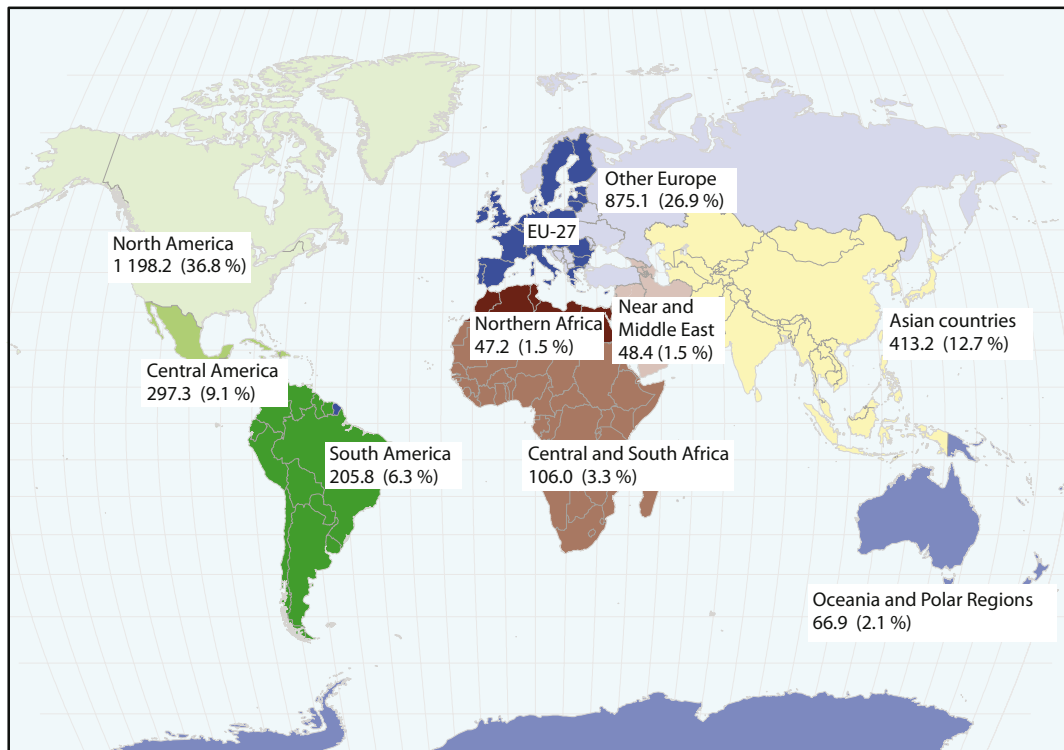 Other Europe
875.1 (26.9 %)
EU-27
North America
1 198.2 (36.8 %)
Northern Africa
47.2 (1.5 %)
Near and
Middle East
48.4 (1.5 %)
Asian countries
413.2 (12.7 %)
Central America
297.3 (9.1 %)
South America
205.8 (6.3 %)
Central and South Africa
106.0 (3.3 %)
Oceania and Polar Regions
66.9 (2.1 %)